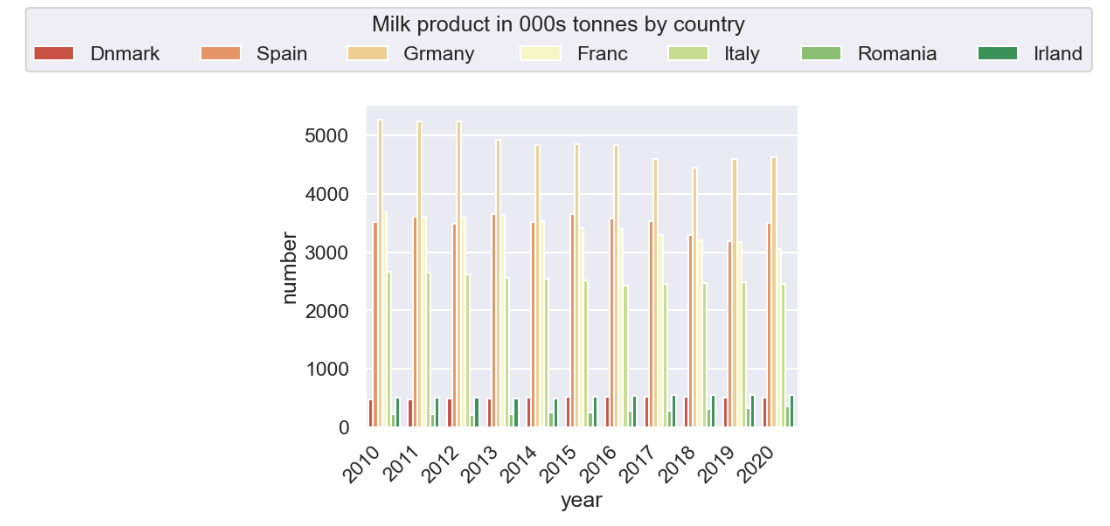 Milk product in 000s tonnes by country
Dnmark Spain Grmany Franc Italy Romania Irland
5000
4000
3000
2000
1000
0
number
2010 2011 2012 2013 2014 2015 2016 2017 2018 2019 2020
year